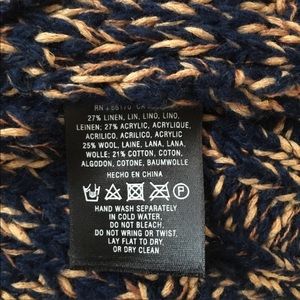 RN
27% LINEN, LIN, LINO, LINO,
LEINEN; 27% ACRYLIC, ACRYLIQUE,
ACRILICO, ACRILICO, ACRYLIC
25% WOOL, LAINE, LANA, LANA,
WOLLE; 21% COTTON, COTON,
ALGODON, COTONE, BAUMWOLLE
HECHO EN CHINA
P
HAND WASH SEPARATELY
IN COLD WATER,
DO NOT BLEACH,
DO NOT WRING OR TWIST,
LAY FLAT TO DRY,
OR DRY CLEAN